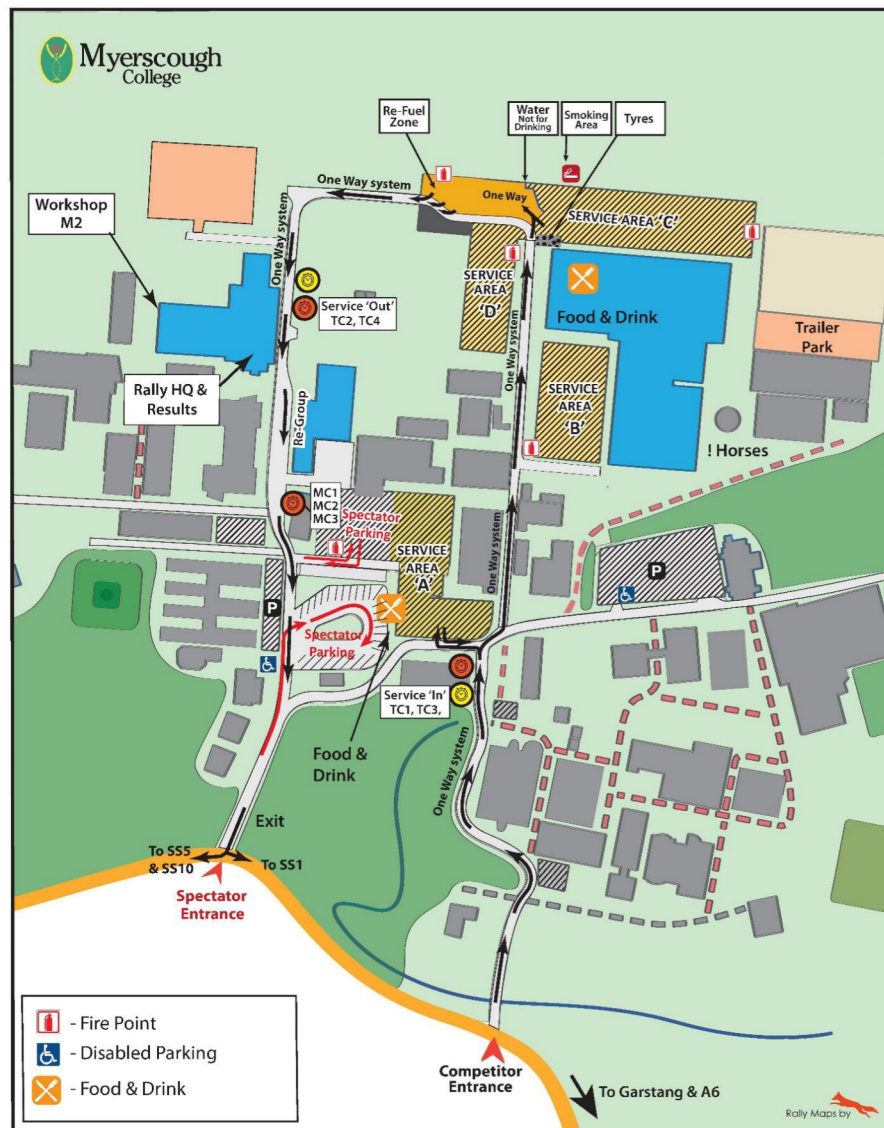 Myerscough
College
Re-Fuel
Zone
Water
Not for
Drinking
Smoking
Area
Tyres
One Way system
One Way
Workshop
M2
SERVICE AREA 'C'
One Way system
SERVICE
AREA
'D'
Service 'Out'
TC2, TC4
Food & Drink
Trailer
Park
Rally HQ &
Results
Re-Group
One Way system
SERVICE
AREA
'B'
! Horses
MC1
MC2
MC3
Spectator
Parking
SERVICE
AREA
'A'
One Way system
P
P
Spectator
Parking
Service 'In'
TC1, TC3,
Food &
Drink
One Way system
Exit
To SS5
& SS10
To SS1
Spectator
Entrance
- Fire Point
- Disabled Parking
- Food & Drink
Competitor
Entrance
To Garstang & A6
Rally Maps by